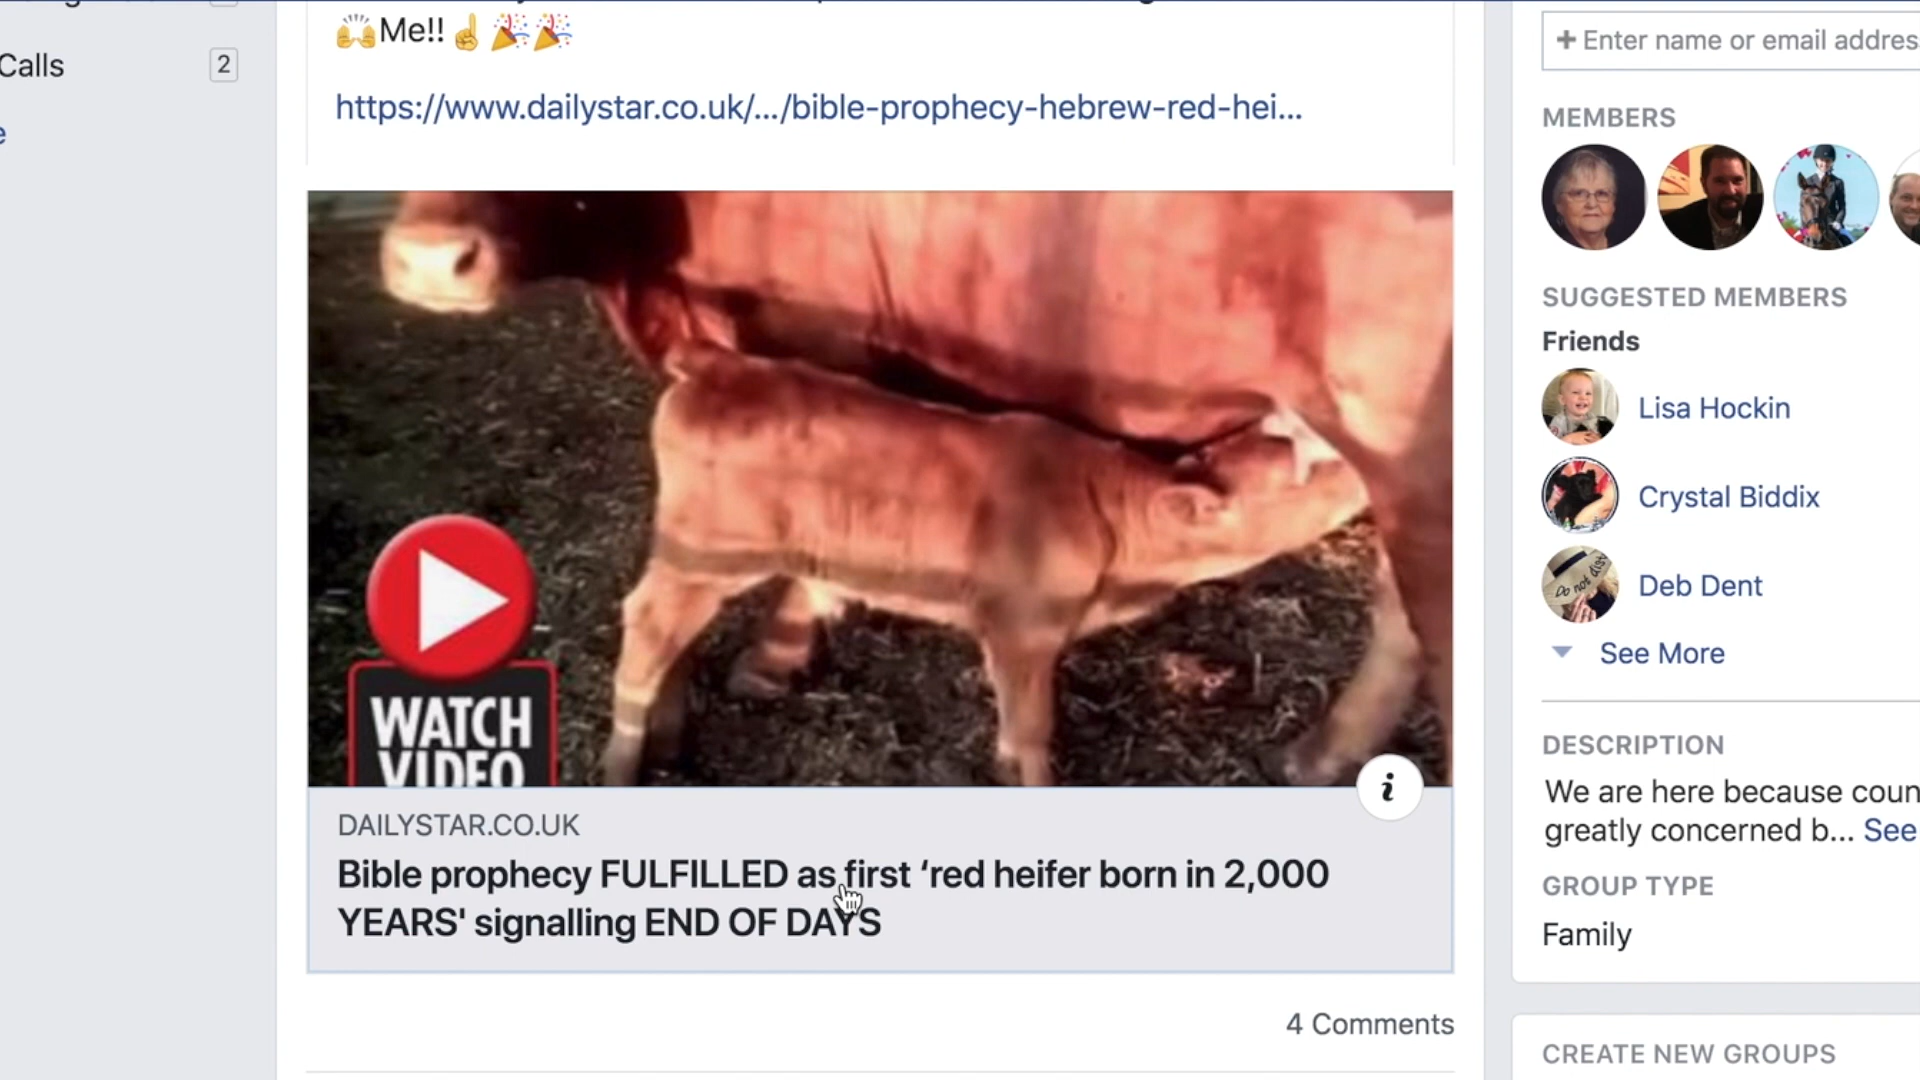 Calls
2
e
🙌Me!!☝🎉🎉
https://www.dailystar.co.uk/.../bible-prophecy-hebrew-red-hei...
WATCH
VIDEO
i
DAILYSTAR.CO.UK
Bible prophecy FULFILLED as first ‘red heifer born in 2,000
YEARS' signalling END OF DAYS
4 Comments
+ Enter name or email addres
MEMBERS
SUGGESTED MEMBERS
Friends
Lisa Hockin
Crystal Biddix
Do not dist
Deb Dent
See More
DESCRIPTION
We are here because coun
greatly concerned b... See
GROUP TYPE
Family
CREATE NEW GROUPS